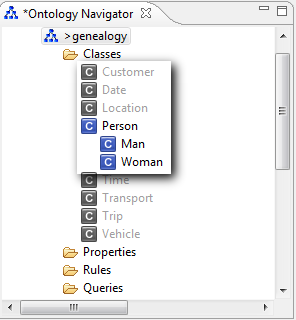 *Ontology Navigator
>genealogy
Classes
C Customer
C Date
C Location
C Person
C Man
C Woman
C Time
C Transport
C Trip
C Vehicle
Properties
Rules
Queries